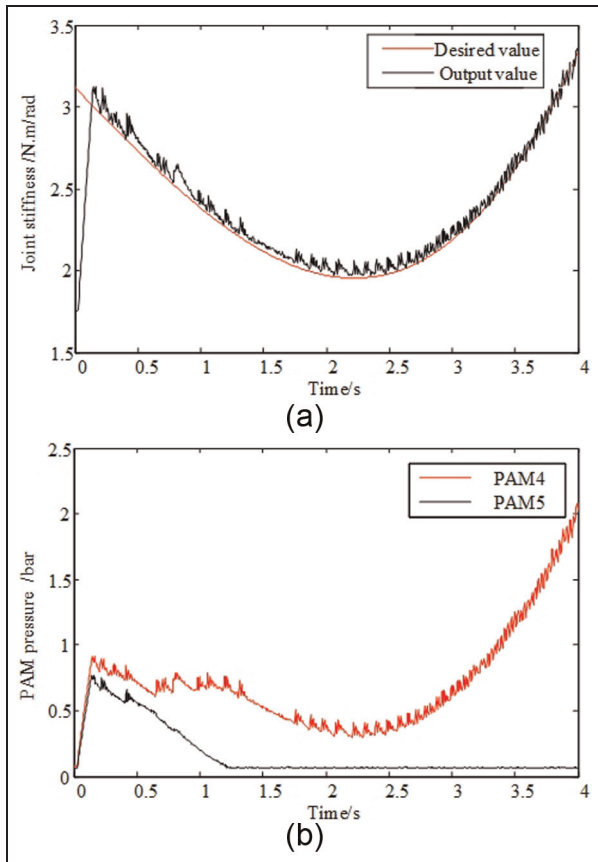 3.5
Desired value
Output value
3
2.5
2
1.5
Joint stiffness /N.m/rad
0 0.5 1 1.5 2 2.5 3 3.5 4
Time/s
(a)
2.5
PAM4
PAM5
2
1.5
1
0.5
0
PAM pressure /bar
0 0.5 1 1.5 2 2.5 3 3.5 4
Time/s
(b)